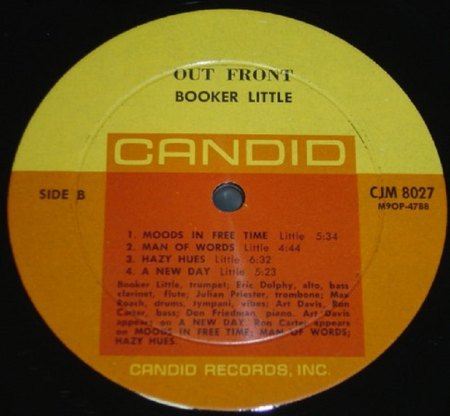 OUT FRONT
BOOKER LITTLE
CANDID
SIDE B
CJM 8027
M9OP-4788
1. MOODS IN FREE TIME Little 5:34
2. MAN OF WORDS Little 4:44
3. HAZY HUES Little 6:32
4. A NEW DAY Little 5:23
Booker Little, trumpet; Eric Dolphy, alto, bass
clarinet, flute; Julian Priester, trombone; Max
Roach, drums, tympani, vibes; Art Davis, Ron
Carter, bass; Don Friedman, piano. Art Davis
appears on A NEW DAY. Ron Carter appears
on MOODS IN FREE TIME; MAN OF WORDS;
HAZY HUES.
CANDID RECORDS, INC.